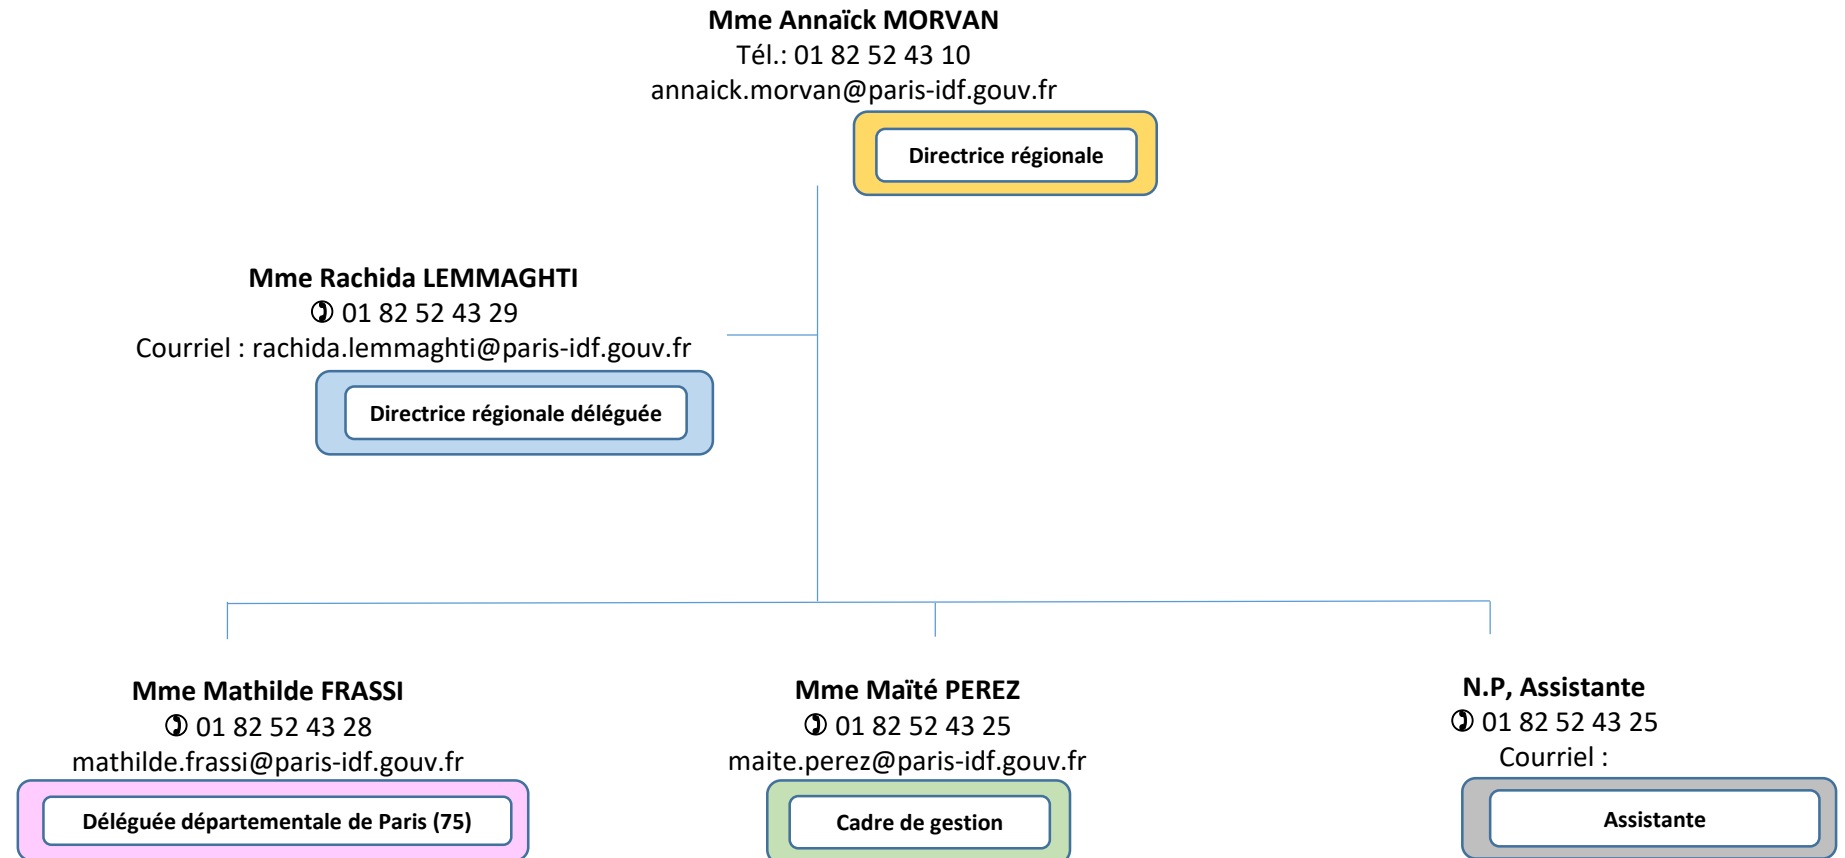 Mme Annaïck MORVAN
Tél.: 01 82 52 43 10
annaick.morvan@paris-idf.gouv.fr
Directrice régionale
Mme Rachida LEMMAGHTI
✆ 01 82 52 43 29
Courriel : rachida.lemmaghti@paris-idf.gouv.fr
Directrice régionale déléguée
Mme Mathilde FRASSI
✆ 01 82 52 43 28
mathilde.frassi@paris-idf.gouv.fr
Déléguée départementale de Paris (75)
Mme Maïté PEREZ
✆ 01 82 52 43 25
maite.perez@paris-idf.gouv.fr
Cadre de gestion
N.P, Assistante
✆ 01 82 52 43 25
Courriel :
Assistante